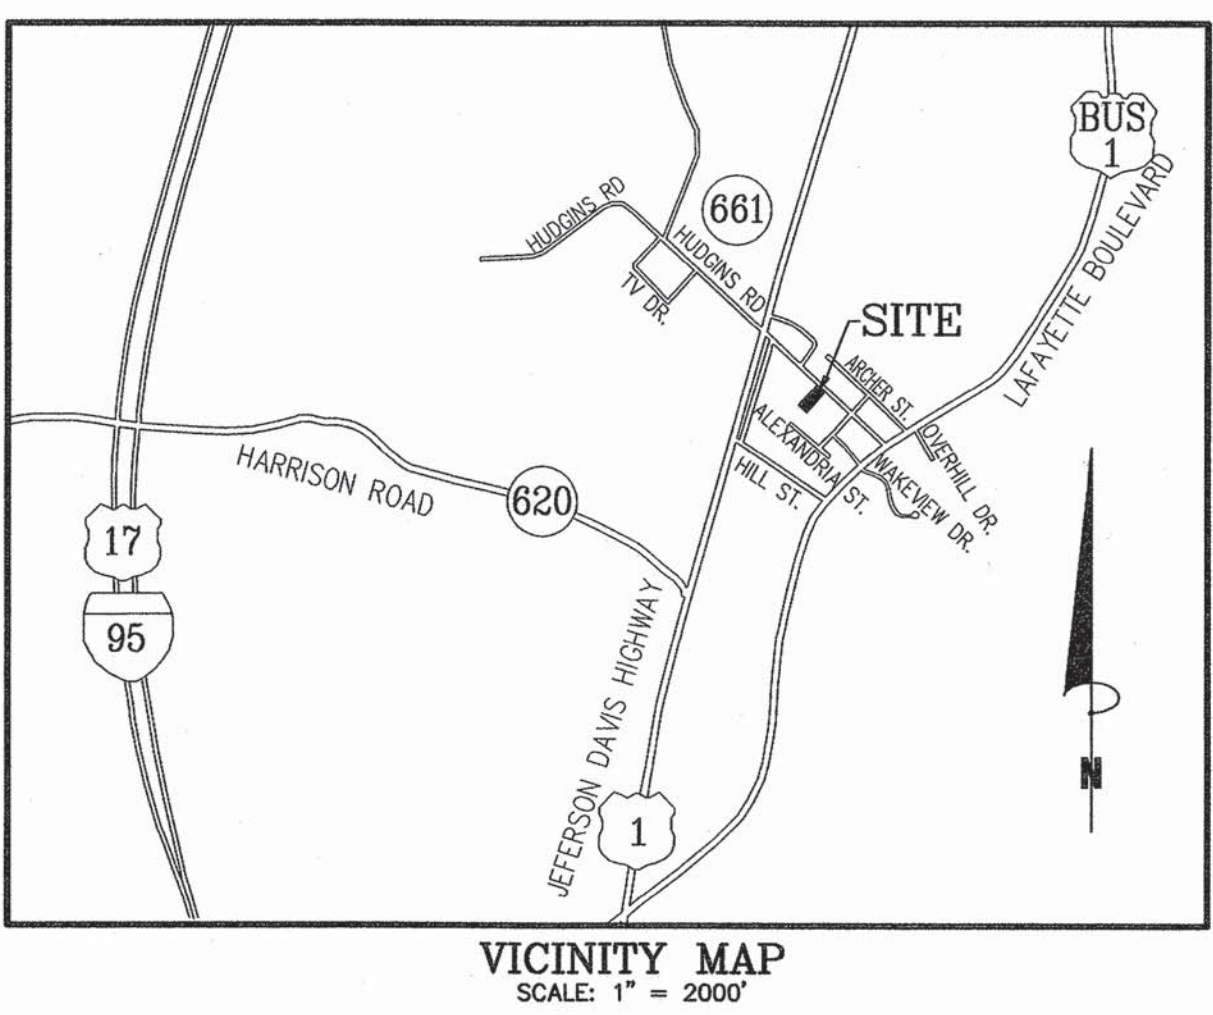 BUS
1
HUDGINS RD
661
HUDGINS RD
TV DR.
SITE
LAFAYETTE BOULEVARD
ARCHER ST.
ALEXANDRIA ST.
OVERHILL DR.
HILL ST.
WAKEVIEW DR.
HARRISON ROAD
620
17
95
JEFERSON DAVIS HIGHWAY
1
N
VICINITY MAP
SCALE: 1" = 2000'